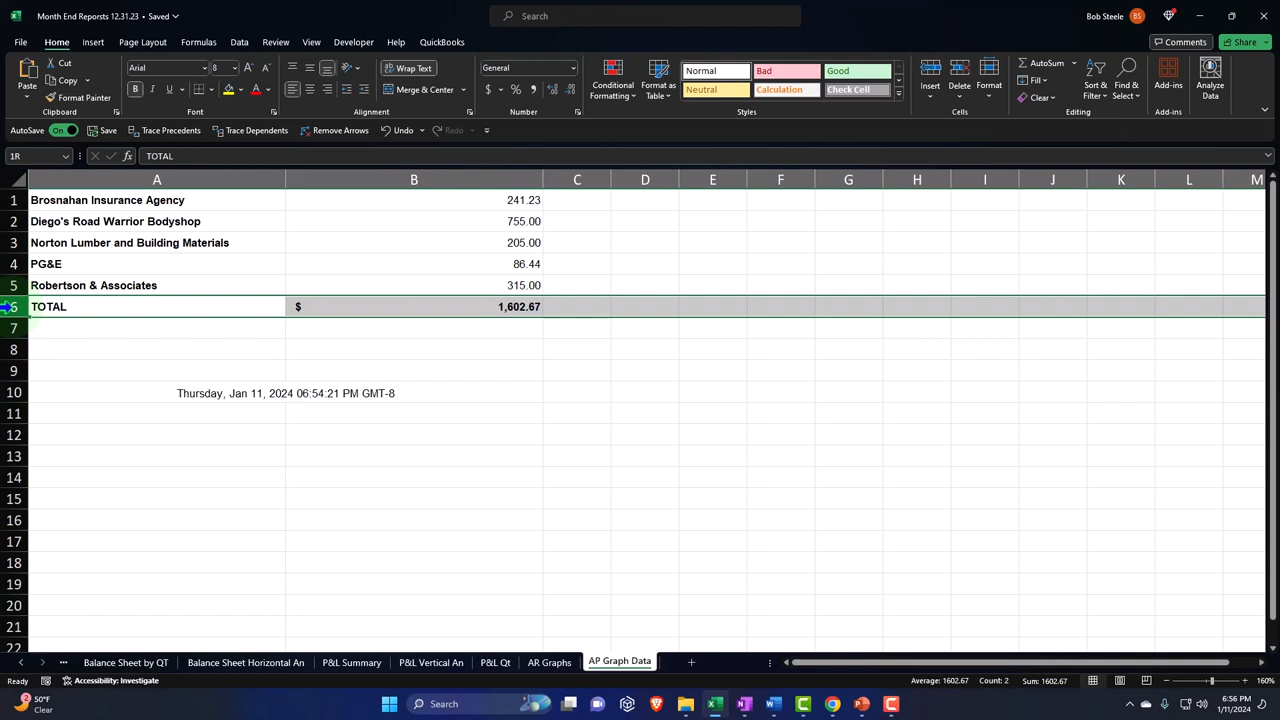 Month End Reporsts 12.31.23 • Saved
Search
Bob Steele BS
File Home Insert Page Layout Formulas Data Review View Developer Help QuickBooks
Comments Share
Paste Cut Copy Format Painter
Arial 8
Wrap Text
Merge & Center
General
Conditional Formatting
Format as Table
Normal Bad Good
Neutral Calculation Check Cell
Insert Delete Format
AutoSum Fill Clear
Sort & Filter
Find & Select
Add-ins
Analyze Data
Clipboard Font Alignment Number Styles Cells Editing Add-ins
AutoSave On Save Trace Precedents Trace Dependents Remove Arrows Undo Redo
1R fx TOTAL
A B C D E F G H I J K L M
1 Brosnahan Insurance Agency 241.23
2 Diego's Road Warrior Bodyshop 755.00
3 Norton Lumber and Building Materials 205.00
4 PG&E 86.44
5 Robertson & Associates 315.00
6 TOTAL $ 1,602.67
7
8
9
10 Thursday, Jan 11, 2024 06:54:21 PM GMT-8
11
12
13
14
15
16
17
18
19
20
21
22
Balance Sheet by QT Balance Sheet Horizontal An P&L Summary P&L Vertical An P&L Qt AR Graphs AP Graph Data
Ready Accessibility: Investigate Average: 1602.67 Count: 2 Sum: 1602.67 160%
2 50°F
Clear
Search
6:56 PM
1/11/2024